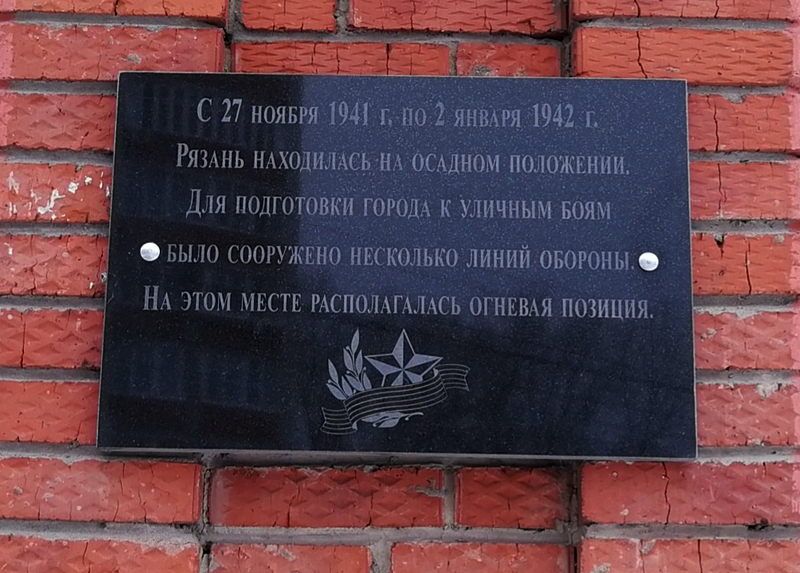 С 27 ноября 1941 г. по 2 января 1942 г.
Рязань находилась на осадном положении.
Для подготовки города к уличным боям
было сооружено несколько линий обороны.
На этом месте располагалась огневая позиция.